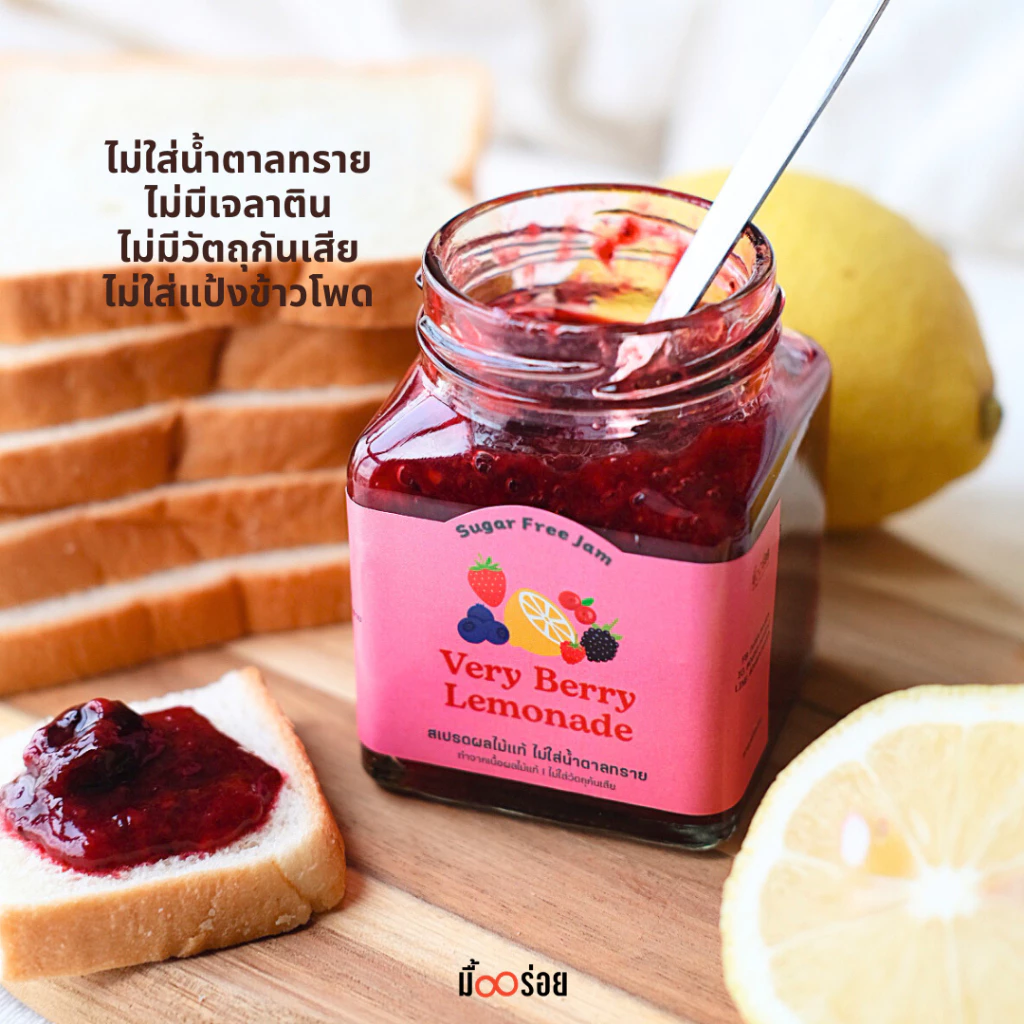 ไม่ใส่น้ำตาลทราย
ไม่มีเจลาติน
ไม่มีวัตถุกันเสีย
ไม่ใส่แป้งข้าวโพด
Sugar Free Jam
Very Berry
Lemonade
สเปรดผลไม้แท้ ไม่ใส่น้ำตาลทราย
ทำจากเนื้อผลไม้แท้ | ไม่ใส่วัตถุกันเสีย
มื้ออร่อย